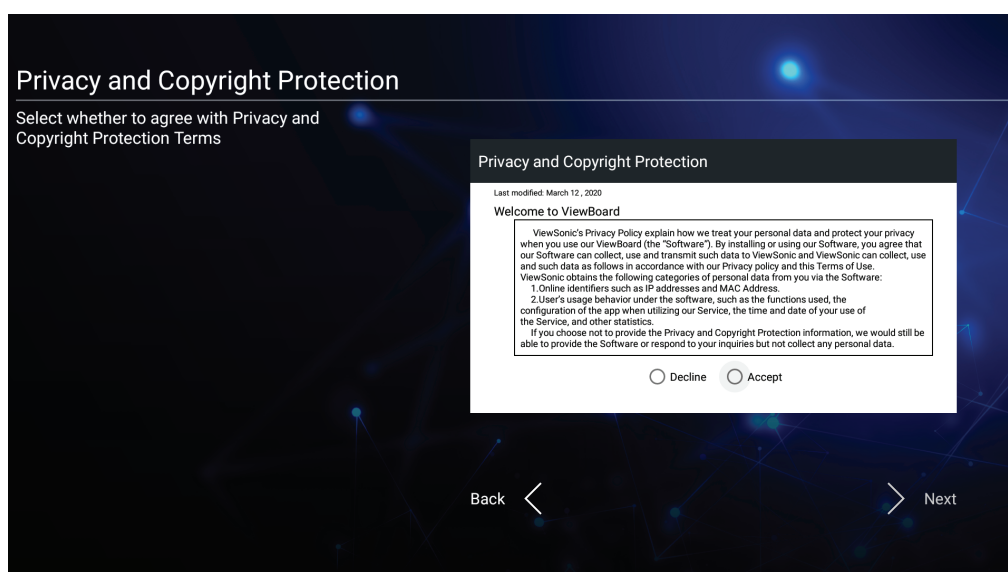 Privacy and Copyright Protection
Select whether to agree with Privacy and
Copyright Protection Terms
Privacy and Copyright Protection
Last modified: March 12 , 2020
Welcome to ViewBoard
ViewSonic's Privacy Policy explain how we treat your personal data and protect your privacy
when you use our ViewBoard (the "Software"). By installing or using our Software, you agree that
our Software can collect, use and transmit such data to ViewSonic and ViewSonic can collect, use
and such data as follows in accordance with our Privacy policy and this Terms of Use.
ViewSonic obtains the following categories of personal data from you via the Software:
1.Online identifiers such as IP addresses and MAC Address.
2.User's usage behavior under the software, such as the functions used, the
configuration of the app when utilizing our Service, the time and date of your use of
the Service, and other statistics.
If you choose not to provide the Privacy and Copyright Protection information, we would still be
able to provide the Software or respond to your inquiries but not collect any personal data.
Decline Accept
Back Next